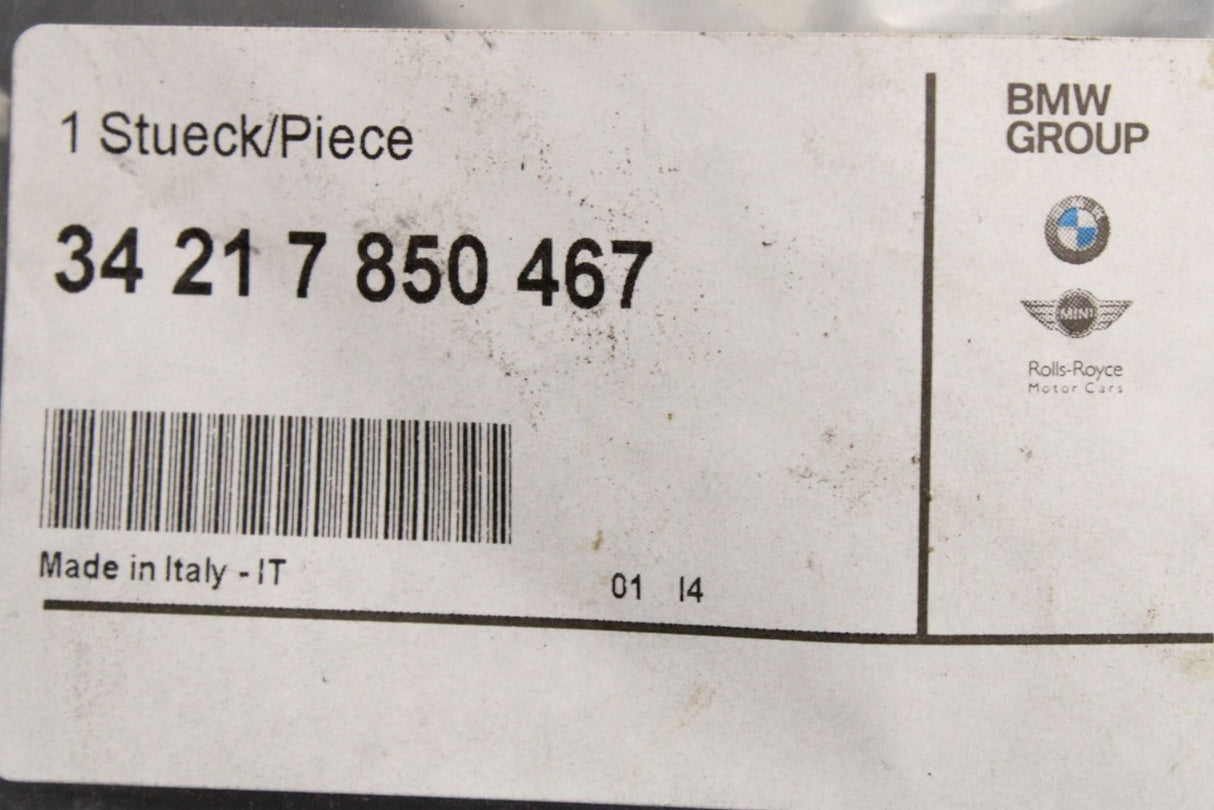 1 Stueck/Piece
34 21 7 850 467
Made in Italy - IT
01 I4
BMW
GROUP
MINI
Rolls-Royce
Motor Cars